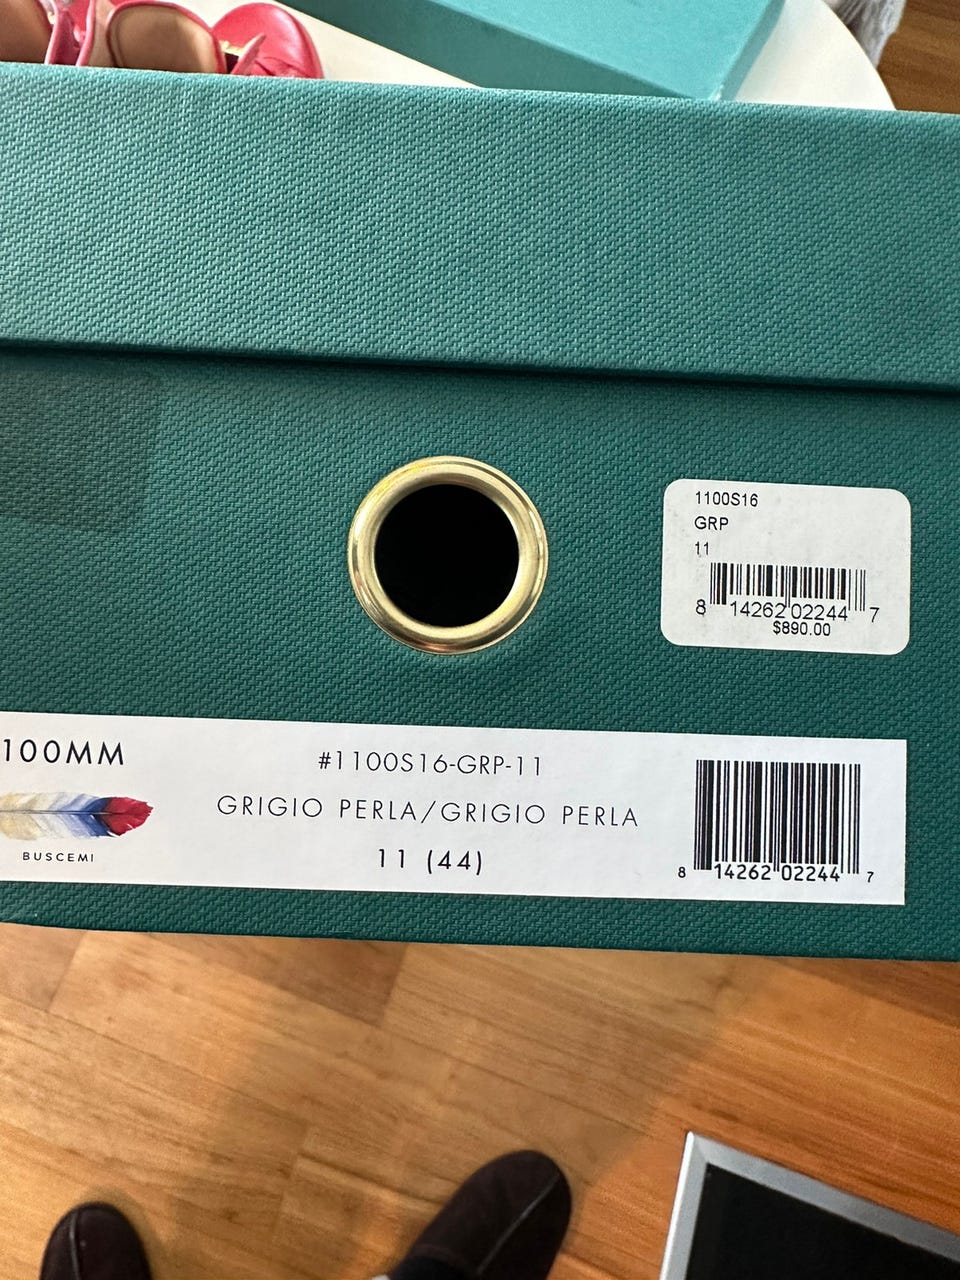 1100S16
GRP
11
8 14262 02244 7
$890.00
100MM
BUSCEMI
#1100S16-GRP-11
GRIGIO PERLA/GRIGIO PERLA
11 (44)
8 14262 02244 7